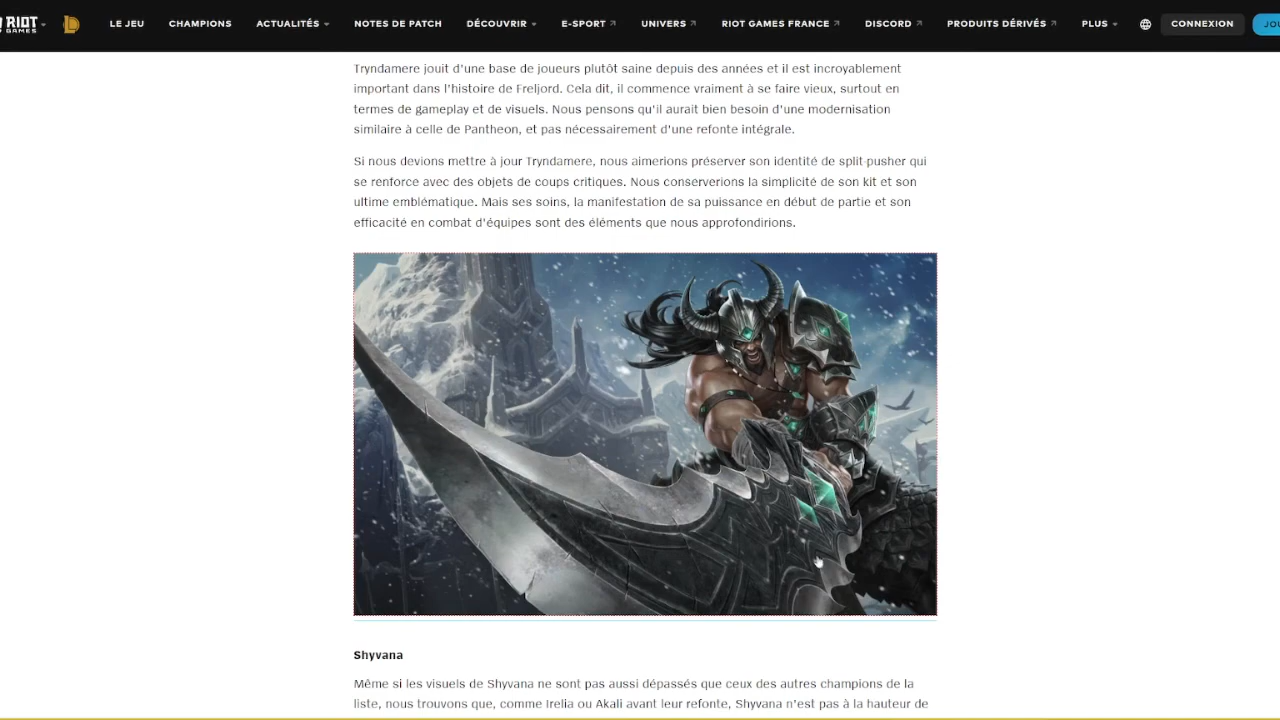 RIOT GAMES
LE JEU CHAMPIONS ACTUALITÉS NOTES DE PATCH DÉCOUVRIR E-SPORT UNIVERS RIOT GAMES FRANCE DISCORD PRODUITS DÉRIVÉS PLUS CONNEXION
Tryndamere jouit d'une base de joueurs plutôt saine depuis des années et il est incroyablement
important dans l'histoire de Freljord. Cela dit, il commence vraiment à se faire vieux, surtout en
termes de gameplay et de visuels. Nous pensons qu'il aurait bien besoin d'une modernisation
similaire à celle de Pantheon, et pas nécessairement d'une refonte intégrale.
Si nous devions mettre à jour Tryndamere, nous aimerions préserver son identité de split-pusher qui
se renforce avec des objets de coups critiques. Nous conserverions la simplicité de son kit et son
ultime emblématique. Mais ses soins, la manifestation de sa puissance en début de partie et son
efficacité en combat d'équipes sont des éléments que nous approfondirions.
Shyvana
Même si les visuels de Shyvana ne sont pas aussi dépassés que ceux des autres champions de la
liste, nous trouvons que, comme Irelia ou Akali avant leur refonte, Shyvana n'est pas à la hauteur de